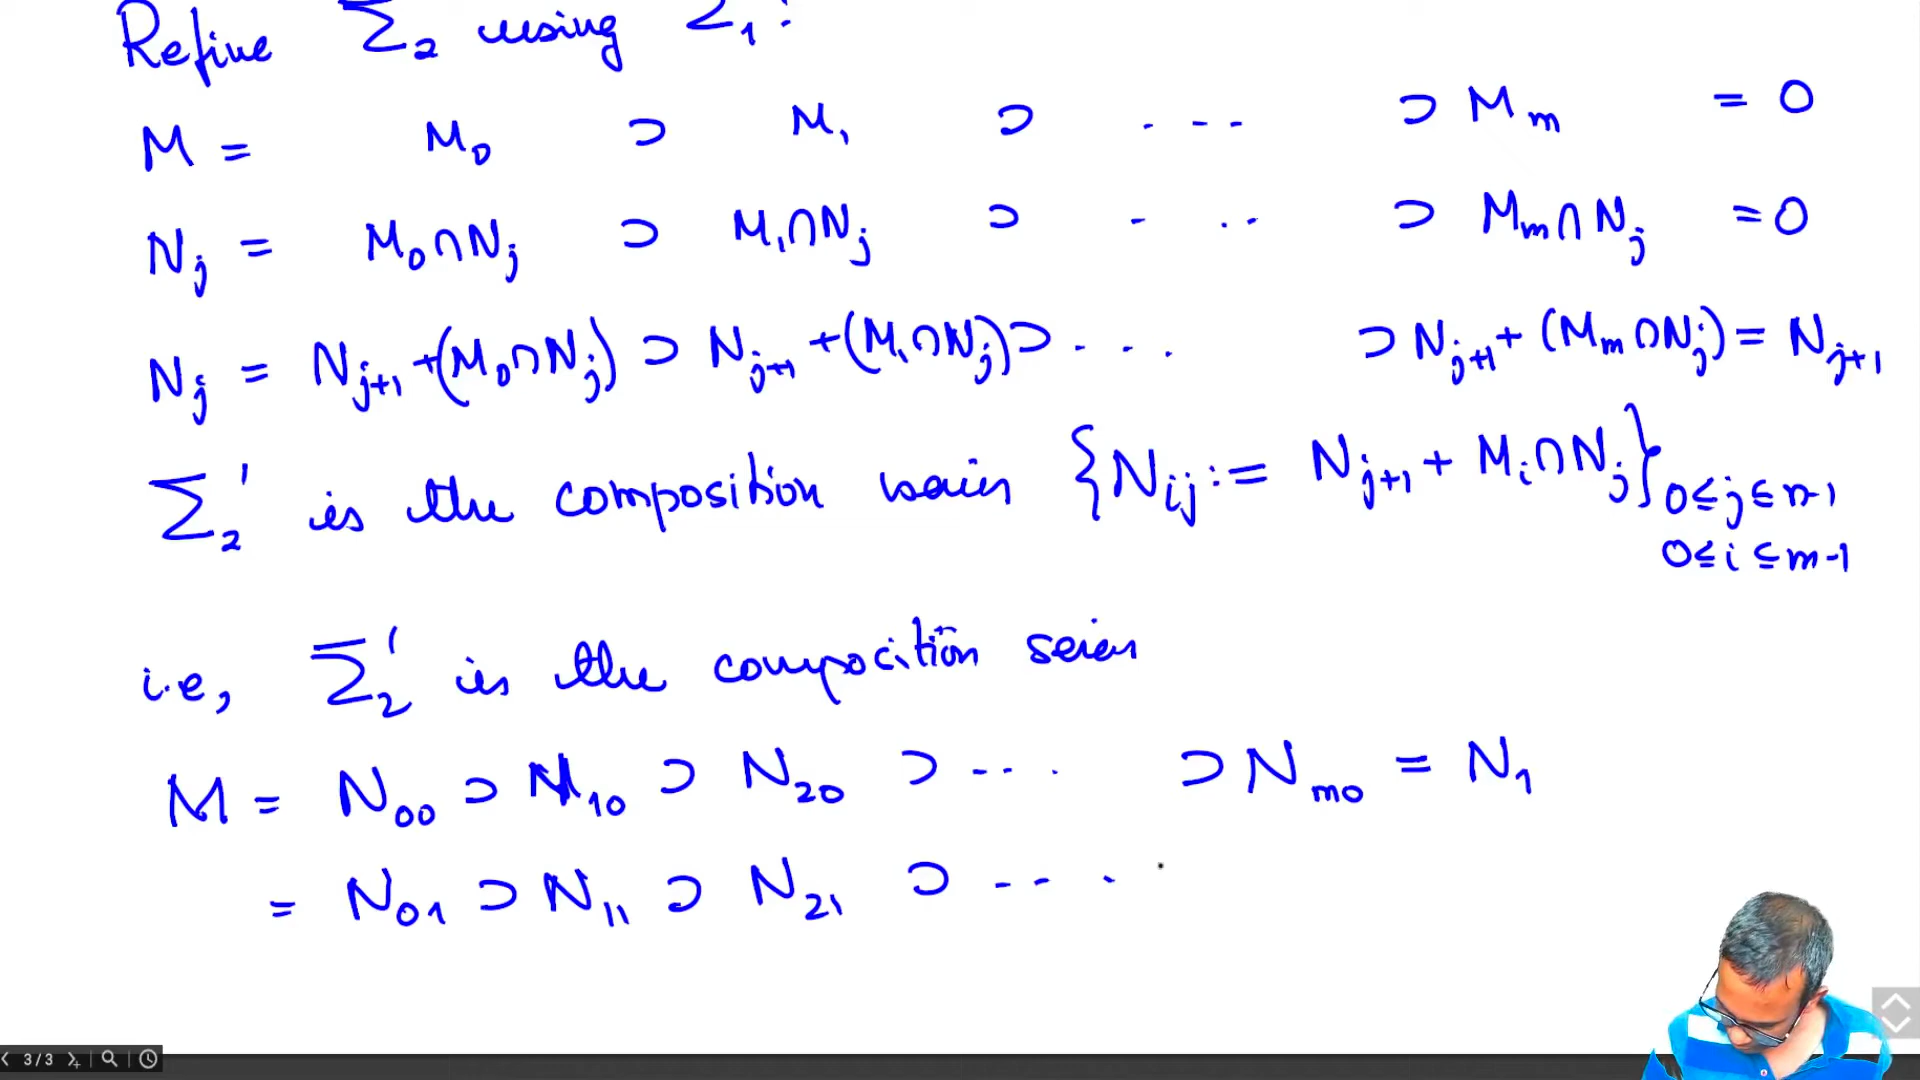 Refine Σ₂ using Σ₁:
M = M₀ ⊃ M₁ ⊃ ---- ⊃ Mₘ = 0
Nⱼ = M₀∩Nⱼ ⊃ M₁∩Nⱼ ⊃ - ... ⊃ Mₘ∩Nⱼ = 0
Nⱼ = Nⱼ₊₁ + (M₀∩Nⱼ) ⊃ Nⱼ₊₁ + (M₁∩Nⱼ) ⊃ .... ⊃ Nⱼ₊₁ + (Mₘ∩Nⱼ) = Nⱼ₊₁
Σ₂' is the composition series {Nᵢⱼ := Nⱼ₊₁ + Mᵢ∩Nⱼ} 0≤j≤n-1
0≤i≤m-1
i.e, Σ₂' is the composition series
M = N₀₀ ⊃ N₁₀ ⊃ N₂₀ ⊃ --.. ⊃ Nₘ₀ = N₁
= N₀₁ ⊃ N₁₁ ⊃ N₂₁ ⊃ --..
3/3